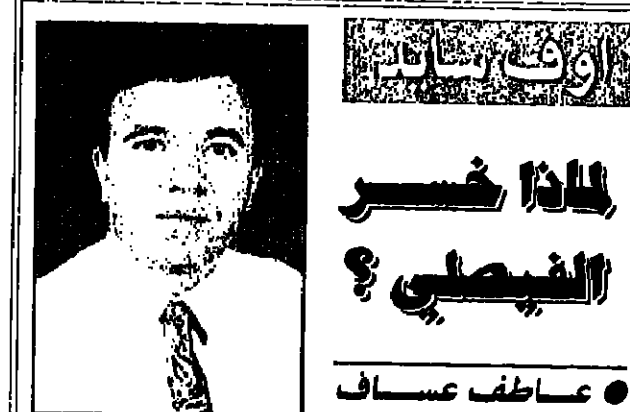 اوف سايد
لماذا خسر
الفيصلي ؟
● عاطف عساف